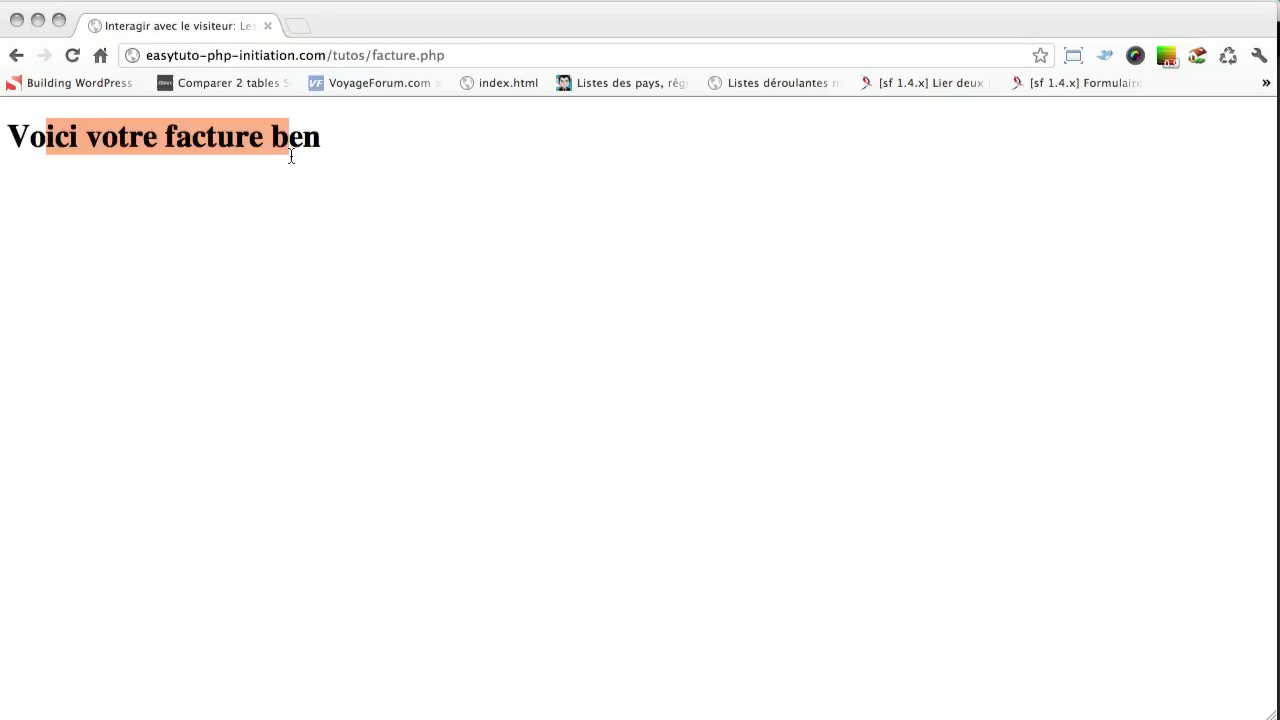 Interagir avec le visiteur: Les
easytuto-php-initiation.com/tutos/facture.php
Building WordPress Comparer 2 tables S VF VoyageForum.com > index.html Listes des pays, rég Listes déroulantes [sf 1.4.x] Lier deux [sf 1.4.x] Formulaire »
Voici votre facture ben